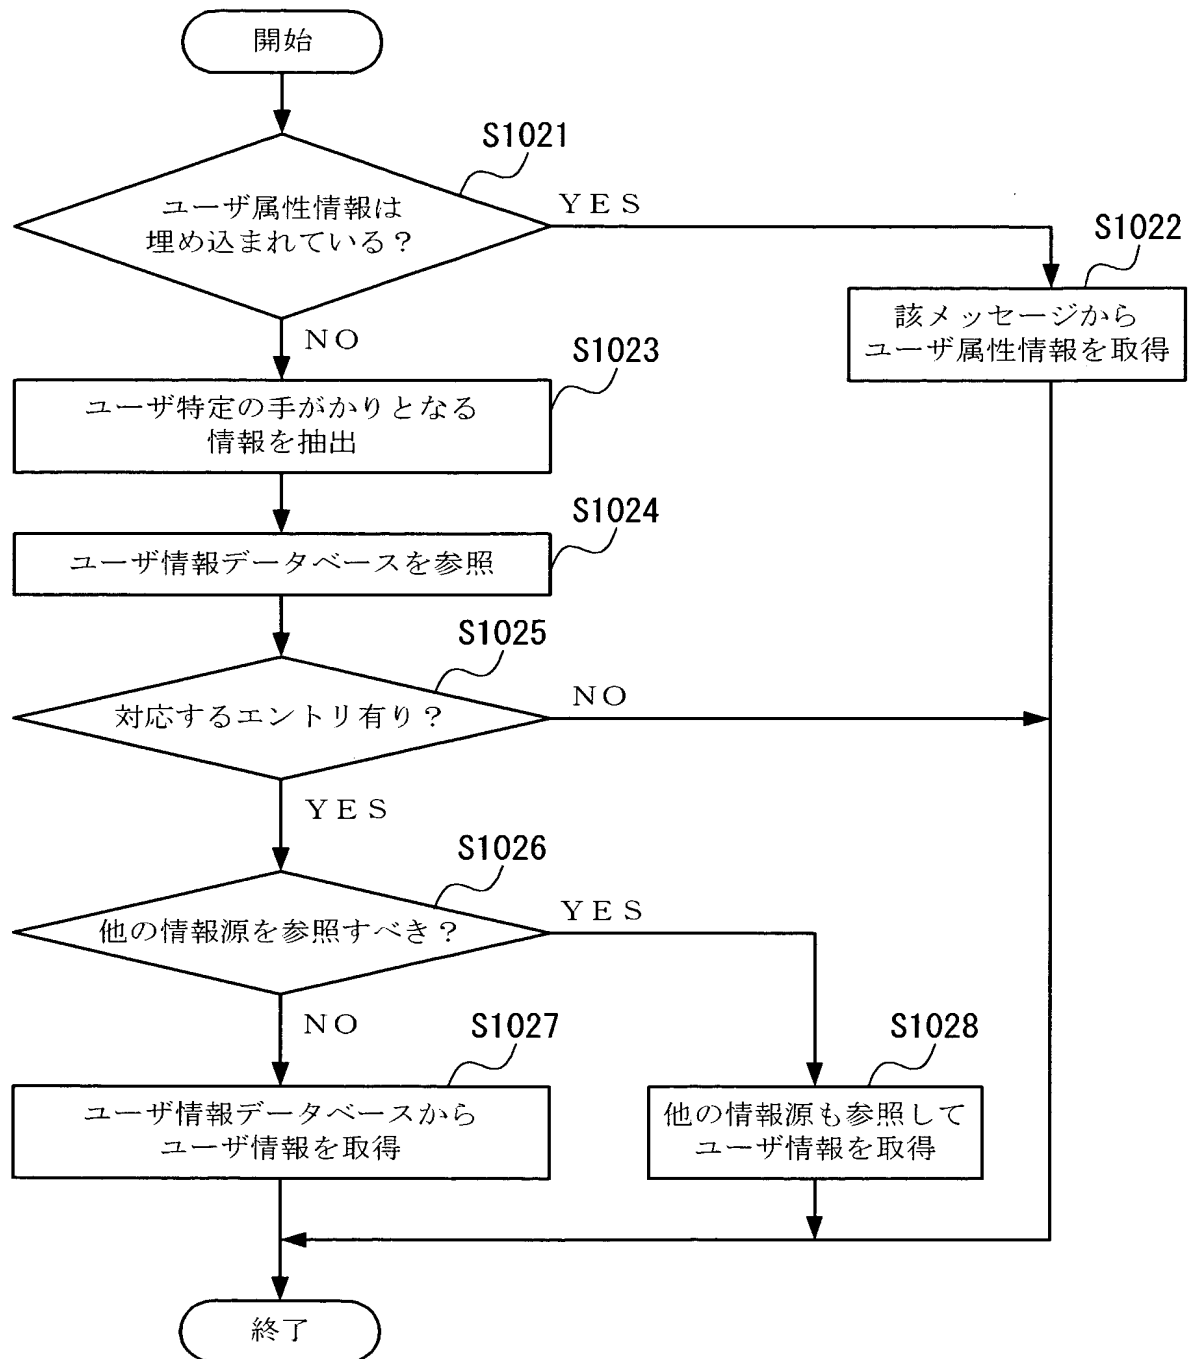 開始
S1021
ユーザ属性情報は
埋め込まれている？
YES
S1022
該メッセージから
ユーザ属性情報を取得
NO
S1023
ユーザ特定の手がかりとなる
情報を抽出
S1024
ユーザ情報データベースを参照
S1025
対応するエントリ有り？
NO
YES
S1026
他の情報源を参照すべき？
YES
NO
S1027
ユーザ情報データベースから
ユーザ情報を取得
S1028
他の情報源も参照して
ユーザ情報を取得
終了